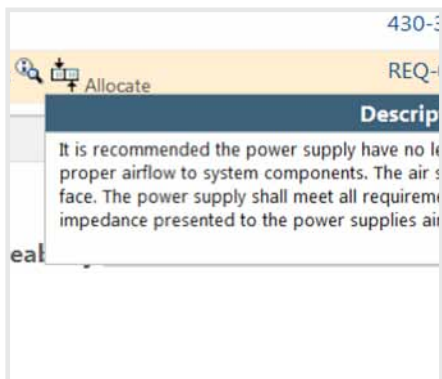 430-3
Allocate REQ-
Descrip
It is recommended the power supply have no le
proper airflow to system components. The air s
face. The power supply shall meet all requireme
impedance presented to the power supplies ai
eab